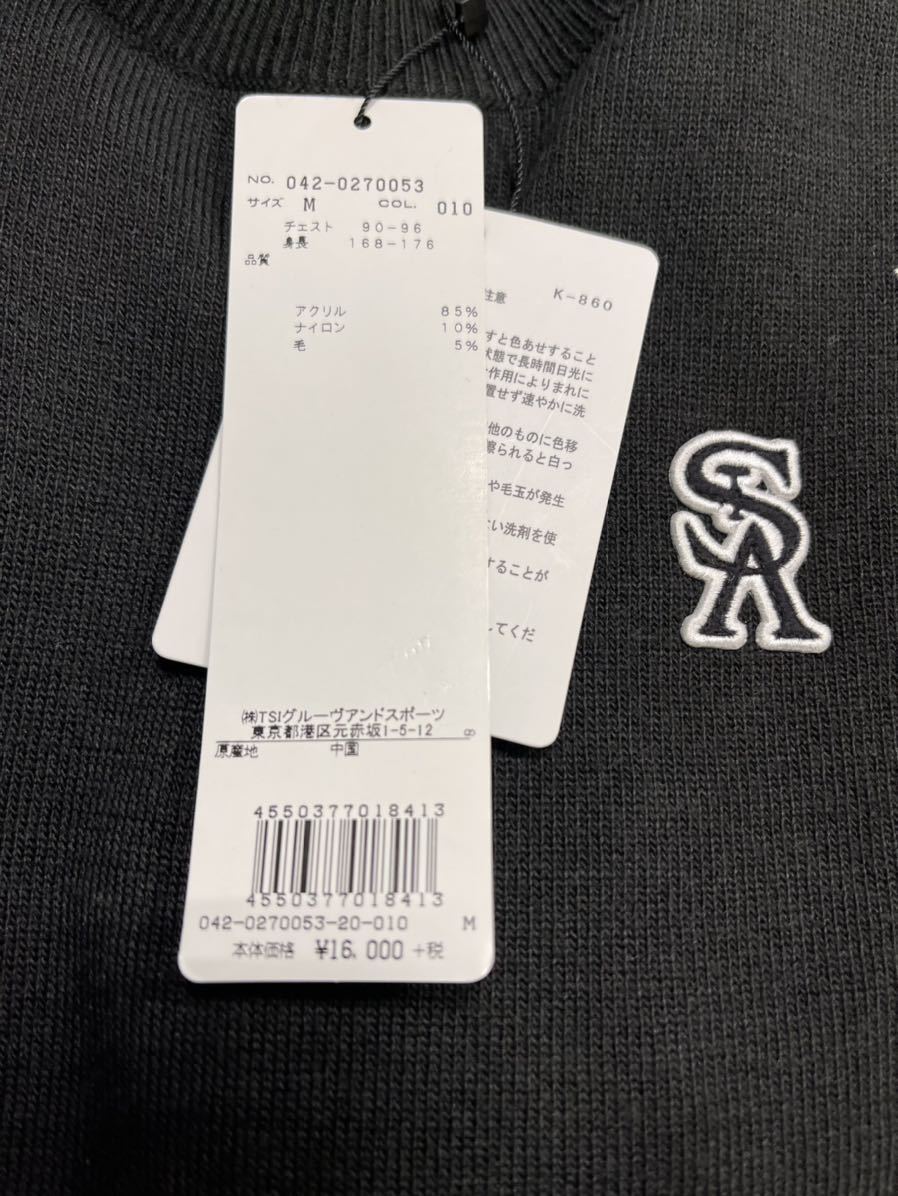 NO. 042-0270053
サイズ M COL. 010
チェスト 90-96
身長 168-176
品質
アクリル 85%
ナイロン 10%
毛 5%
㈱TSIグルーヴアンドスポーツ
東京都港区元赤坂1-5-12
原産地 中国
4550377018413
4550377018413
042-0270053-20-010 M
本体価格 ¥16,000 +税
注意 K-860
すと色あせすること
状態で長時間日光に
作用によりまれに
置せず速やかに洗
他のものに色移
擦られると白っ
や毛玉が発生
い洗剤を使
することが
してくだ
SA